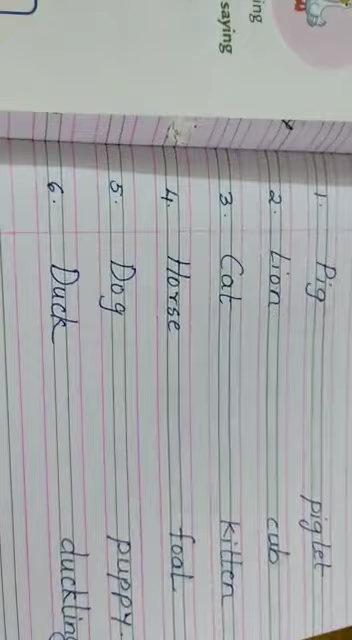 ing
saying
1. Pig piglet
2. Lion cub
3. Cat kitten
4. Horse foal
5. Dog puppy.
6. Duck duckling